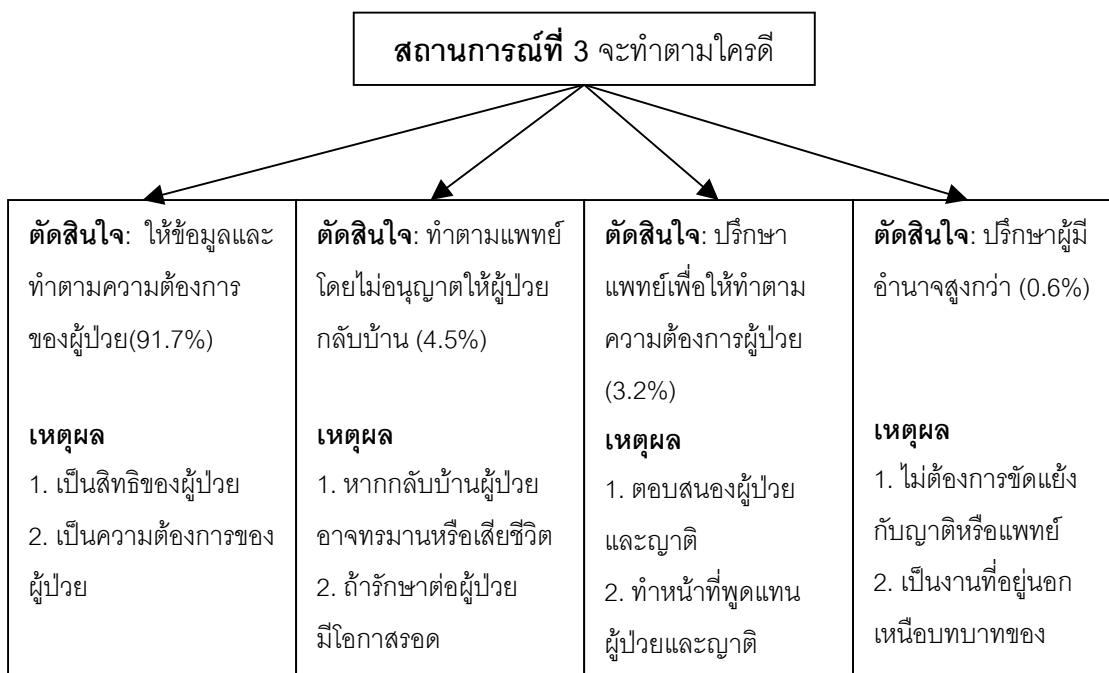 สถานการณ์ที่ 3 จะทำตามใครดี
ตัดสินใจ: ให้ข้อมูลและ
ทำตามความต้องการ
ของผู้ป่วย(91.7%)
เหตุผล
1. เป็นสิทธิของผู้ป่วย
2. เป็นความต้องการของ
ผู้ป่วย
ตัดสินใจ: ทำตามแพทย์
โดยไม่อนุญาตให้ผู้ป่วย
กลับบ้าน (4.5%)
เหตุผล
1. หากกลับบ้านผู้ป่วย
อาจทรมานหรือเสียชีวิต
2. ถ้ารักษาต่อผู้ป่วย
มีโอกาสรอด
ตัดสินใจ: ปรึกษา
แพทย์เพื่อให้ทำตาม
ความต้องการผู้ป่วย
(3.2%)
เหตุผล
1. ตอบสนองผู้ป่วย
และญาติ
2. ทำหน้าที่พูดแทน
ผู้ป่วยและญาติ
ตัดสินใจ: ปรึกษาผู้มี
อำนาจสูงกว่า (0.6%)
เหตุผล
1. ไม่ต้องการขัดแย้ง
กับญาติหรือแพทย์
2. เป็นงานที่อยู่นอก
เหนือบทบาทของ